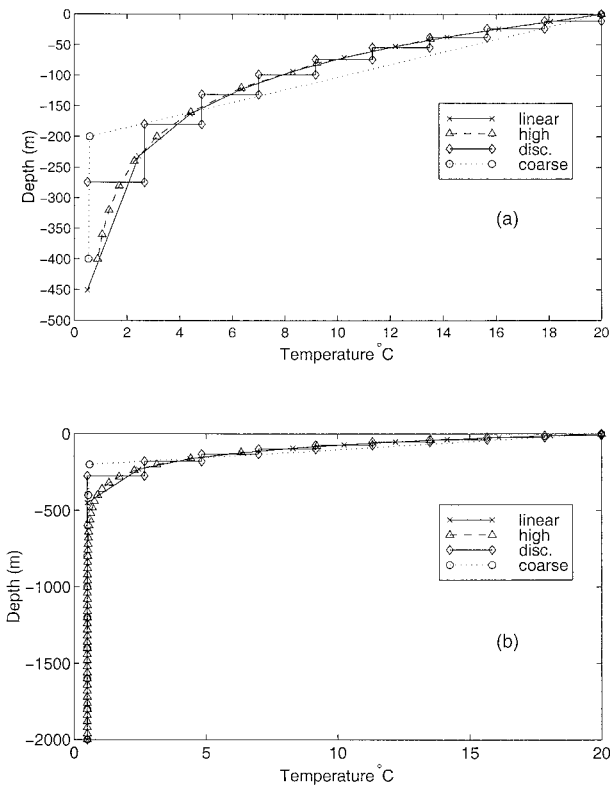 0
−50
−100
−150
−200
−250
−300
−350
−400
−450
−500
Depth (m)
linear
high
disc.
coarse
(a)
0 2 4 6 8 10 12 14 16 18 20
Temperature °C
0
−500
−1000
−1500
−2000
Depth (m)
linear
high
disc.
coarse
(b)
0 5 10 15 20
Temperature °C